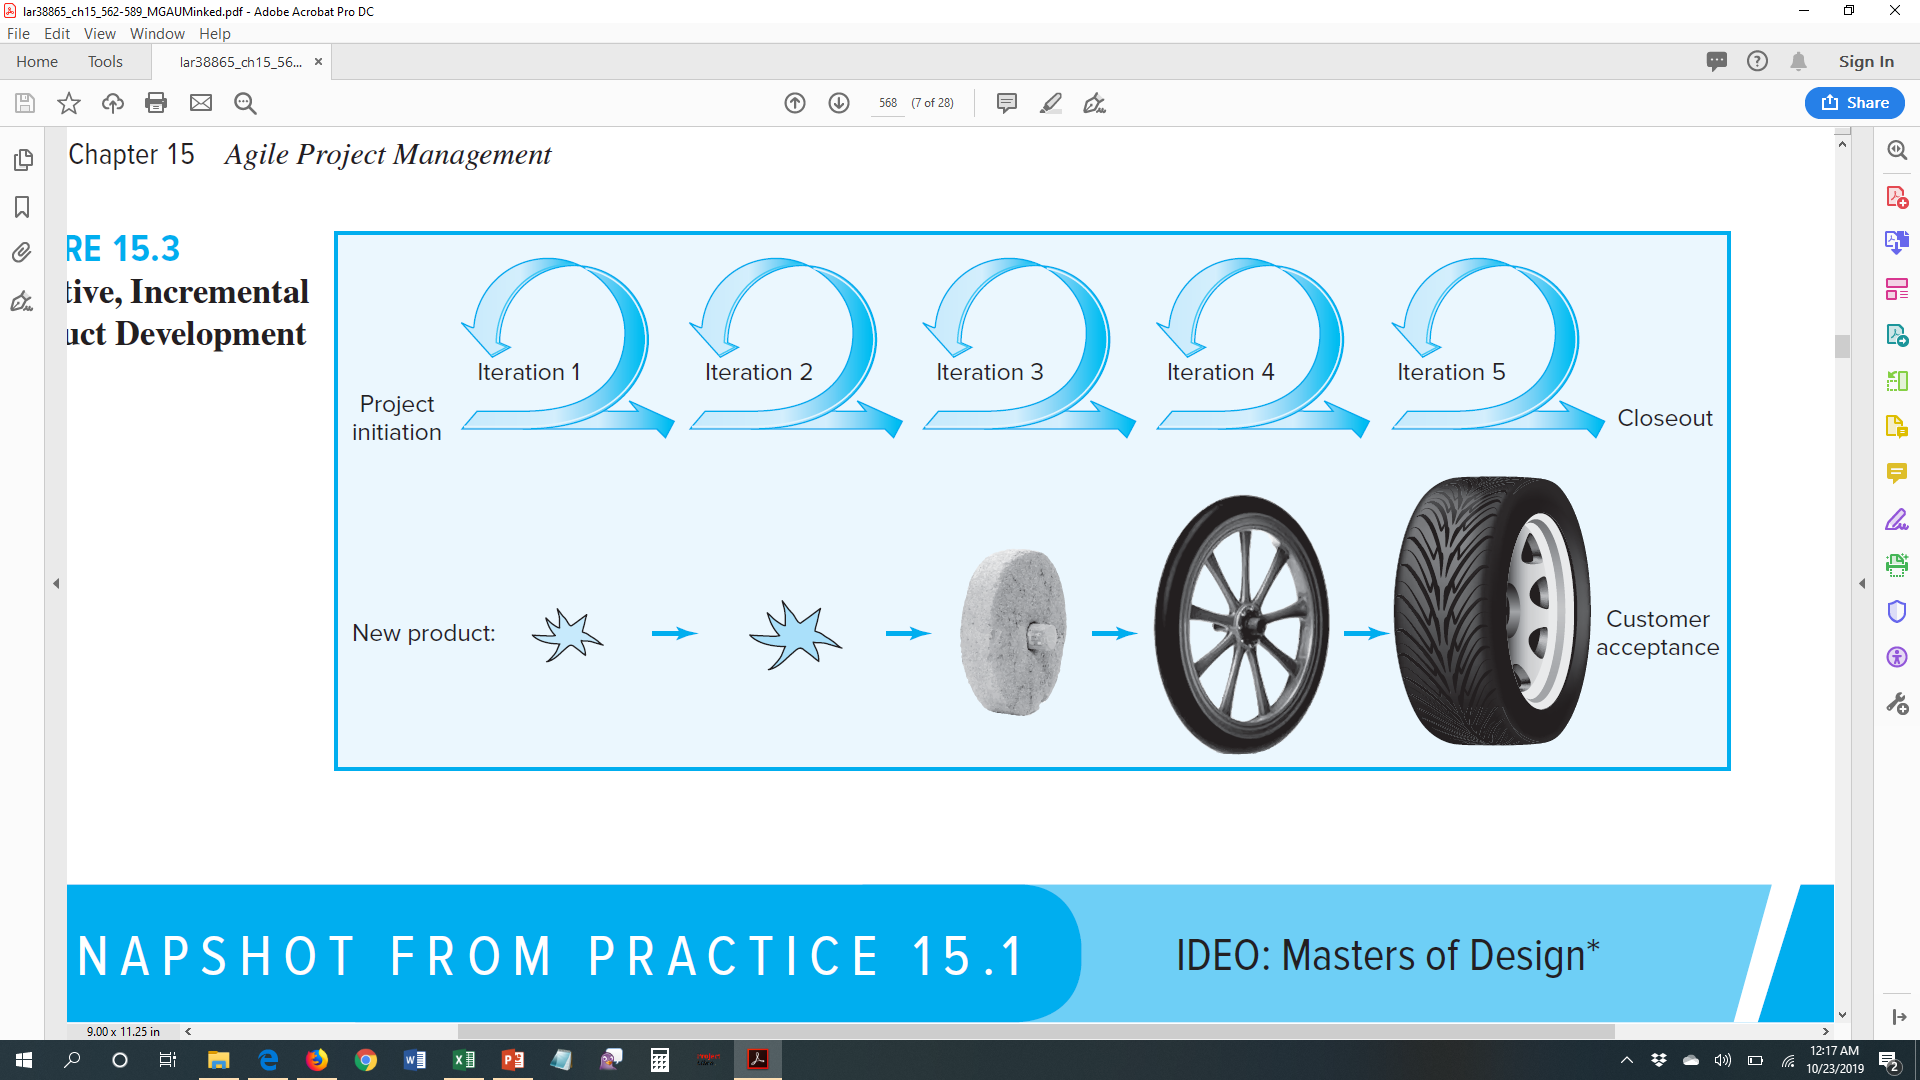 lar38865_ch15_562-589_MGAUMinked.pdf - Adobe Acrobat Pro DC
File Edit View Window Help
Home Tools lar38865_ch15_56... × Sign In
568 (7 of 28) Share
Chapter 15 Agile Project Management
RE 15.3
tive, Incremental
uct Development
Iteration 1 Iteration 2 Iteration 3 Iteration 4 Iteration 5
Project
initiation
Closeout
New product:
Customer
acceptance
NAPSHOT FROM PRACTICE 15.1 IDEO: Masters of Design*
9.00 x 11.25 in
12:17 AM
10/23/2019
2